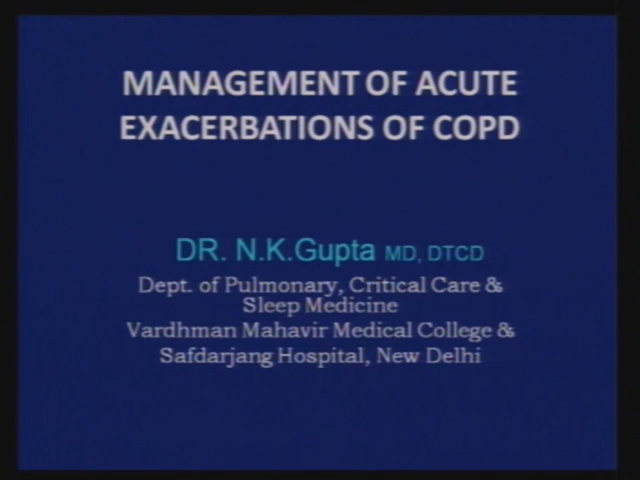 MANAGEMENT OF ACUTE
EXACERBATIONS OF COPD
DR. N.K.Gupta MD, DTCD
Dept. of Pulmonary, Critical Care &
Sleep Medicine
Vardhman Mahavir Medical College &
Safdarjang Hospital, New Delhi